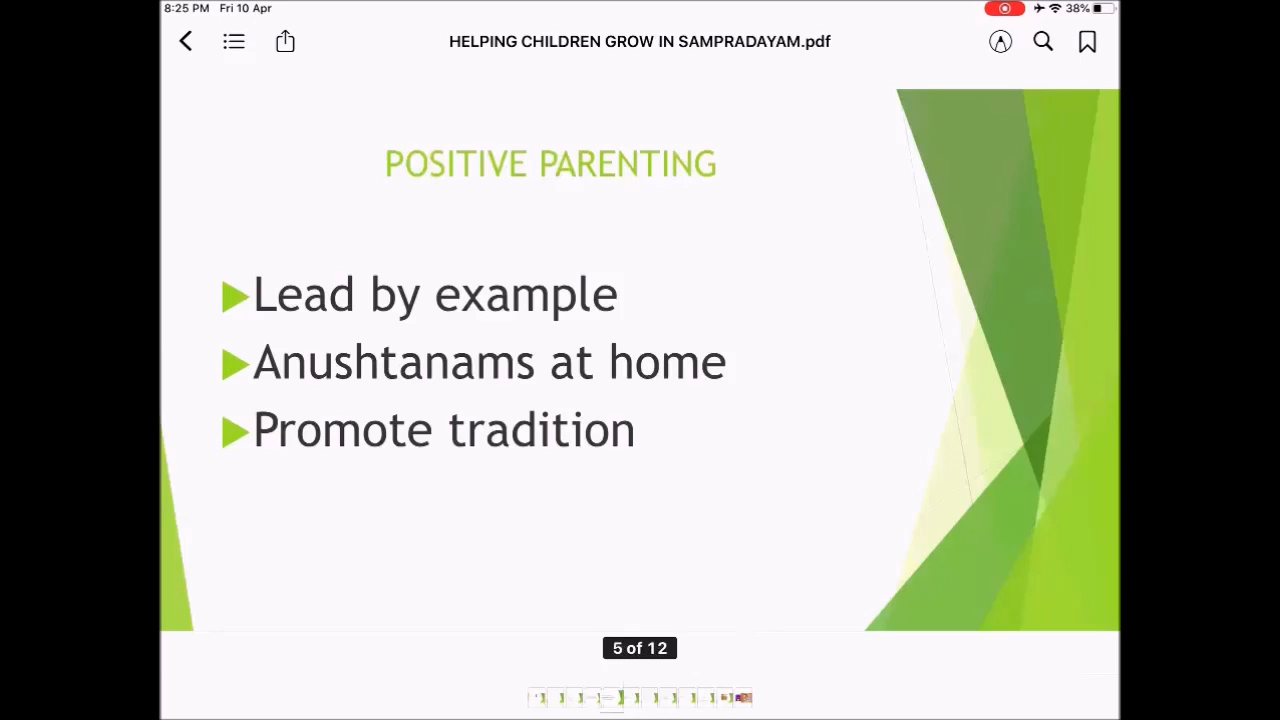 8:25 PM Fri 10 Apr
38%
HELPING CHILDREN GROW IN SAMPRADAYAM.pdf
POSITIVE PARENTING
Lead by example
Anushtanams at home
Promote tradition
5 of 12